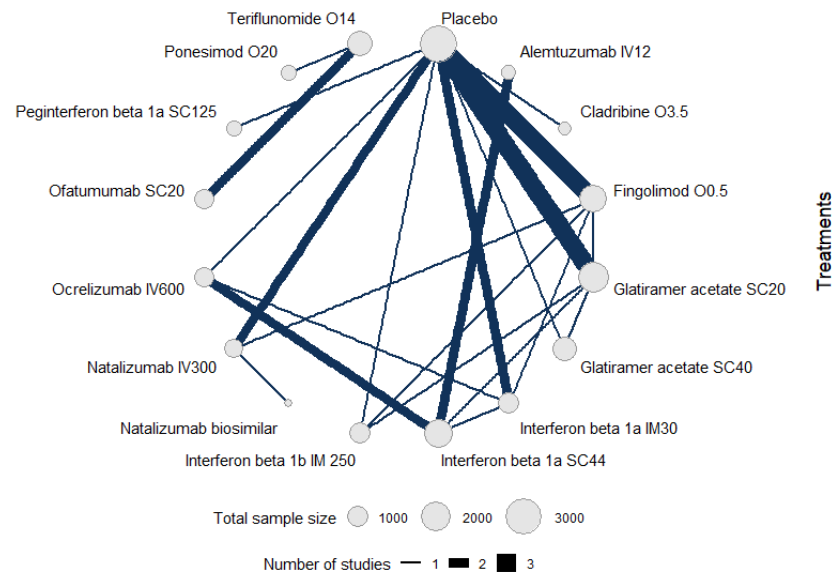 Teriflunomide O14
Placebo
Ponesimod O20
Alemtuzumab IV12
Peginterferon beta 1a SC125
Cladribine O3.5
Ofatumumab SC20
Fingolimod O0.5
Treatments
Ocrelizumab IV600
Glatiramer acetate SC20
Natalizumab IV300
Glatiramer acetate SC40
Natalizumab biosimilar
Interferon beta 1a IM30
Interferon beta 1b IM 250
Interferon beta 1a SC44
Total sample size 1000 2000 3000
Number of studies 1 2 3